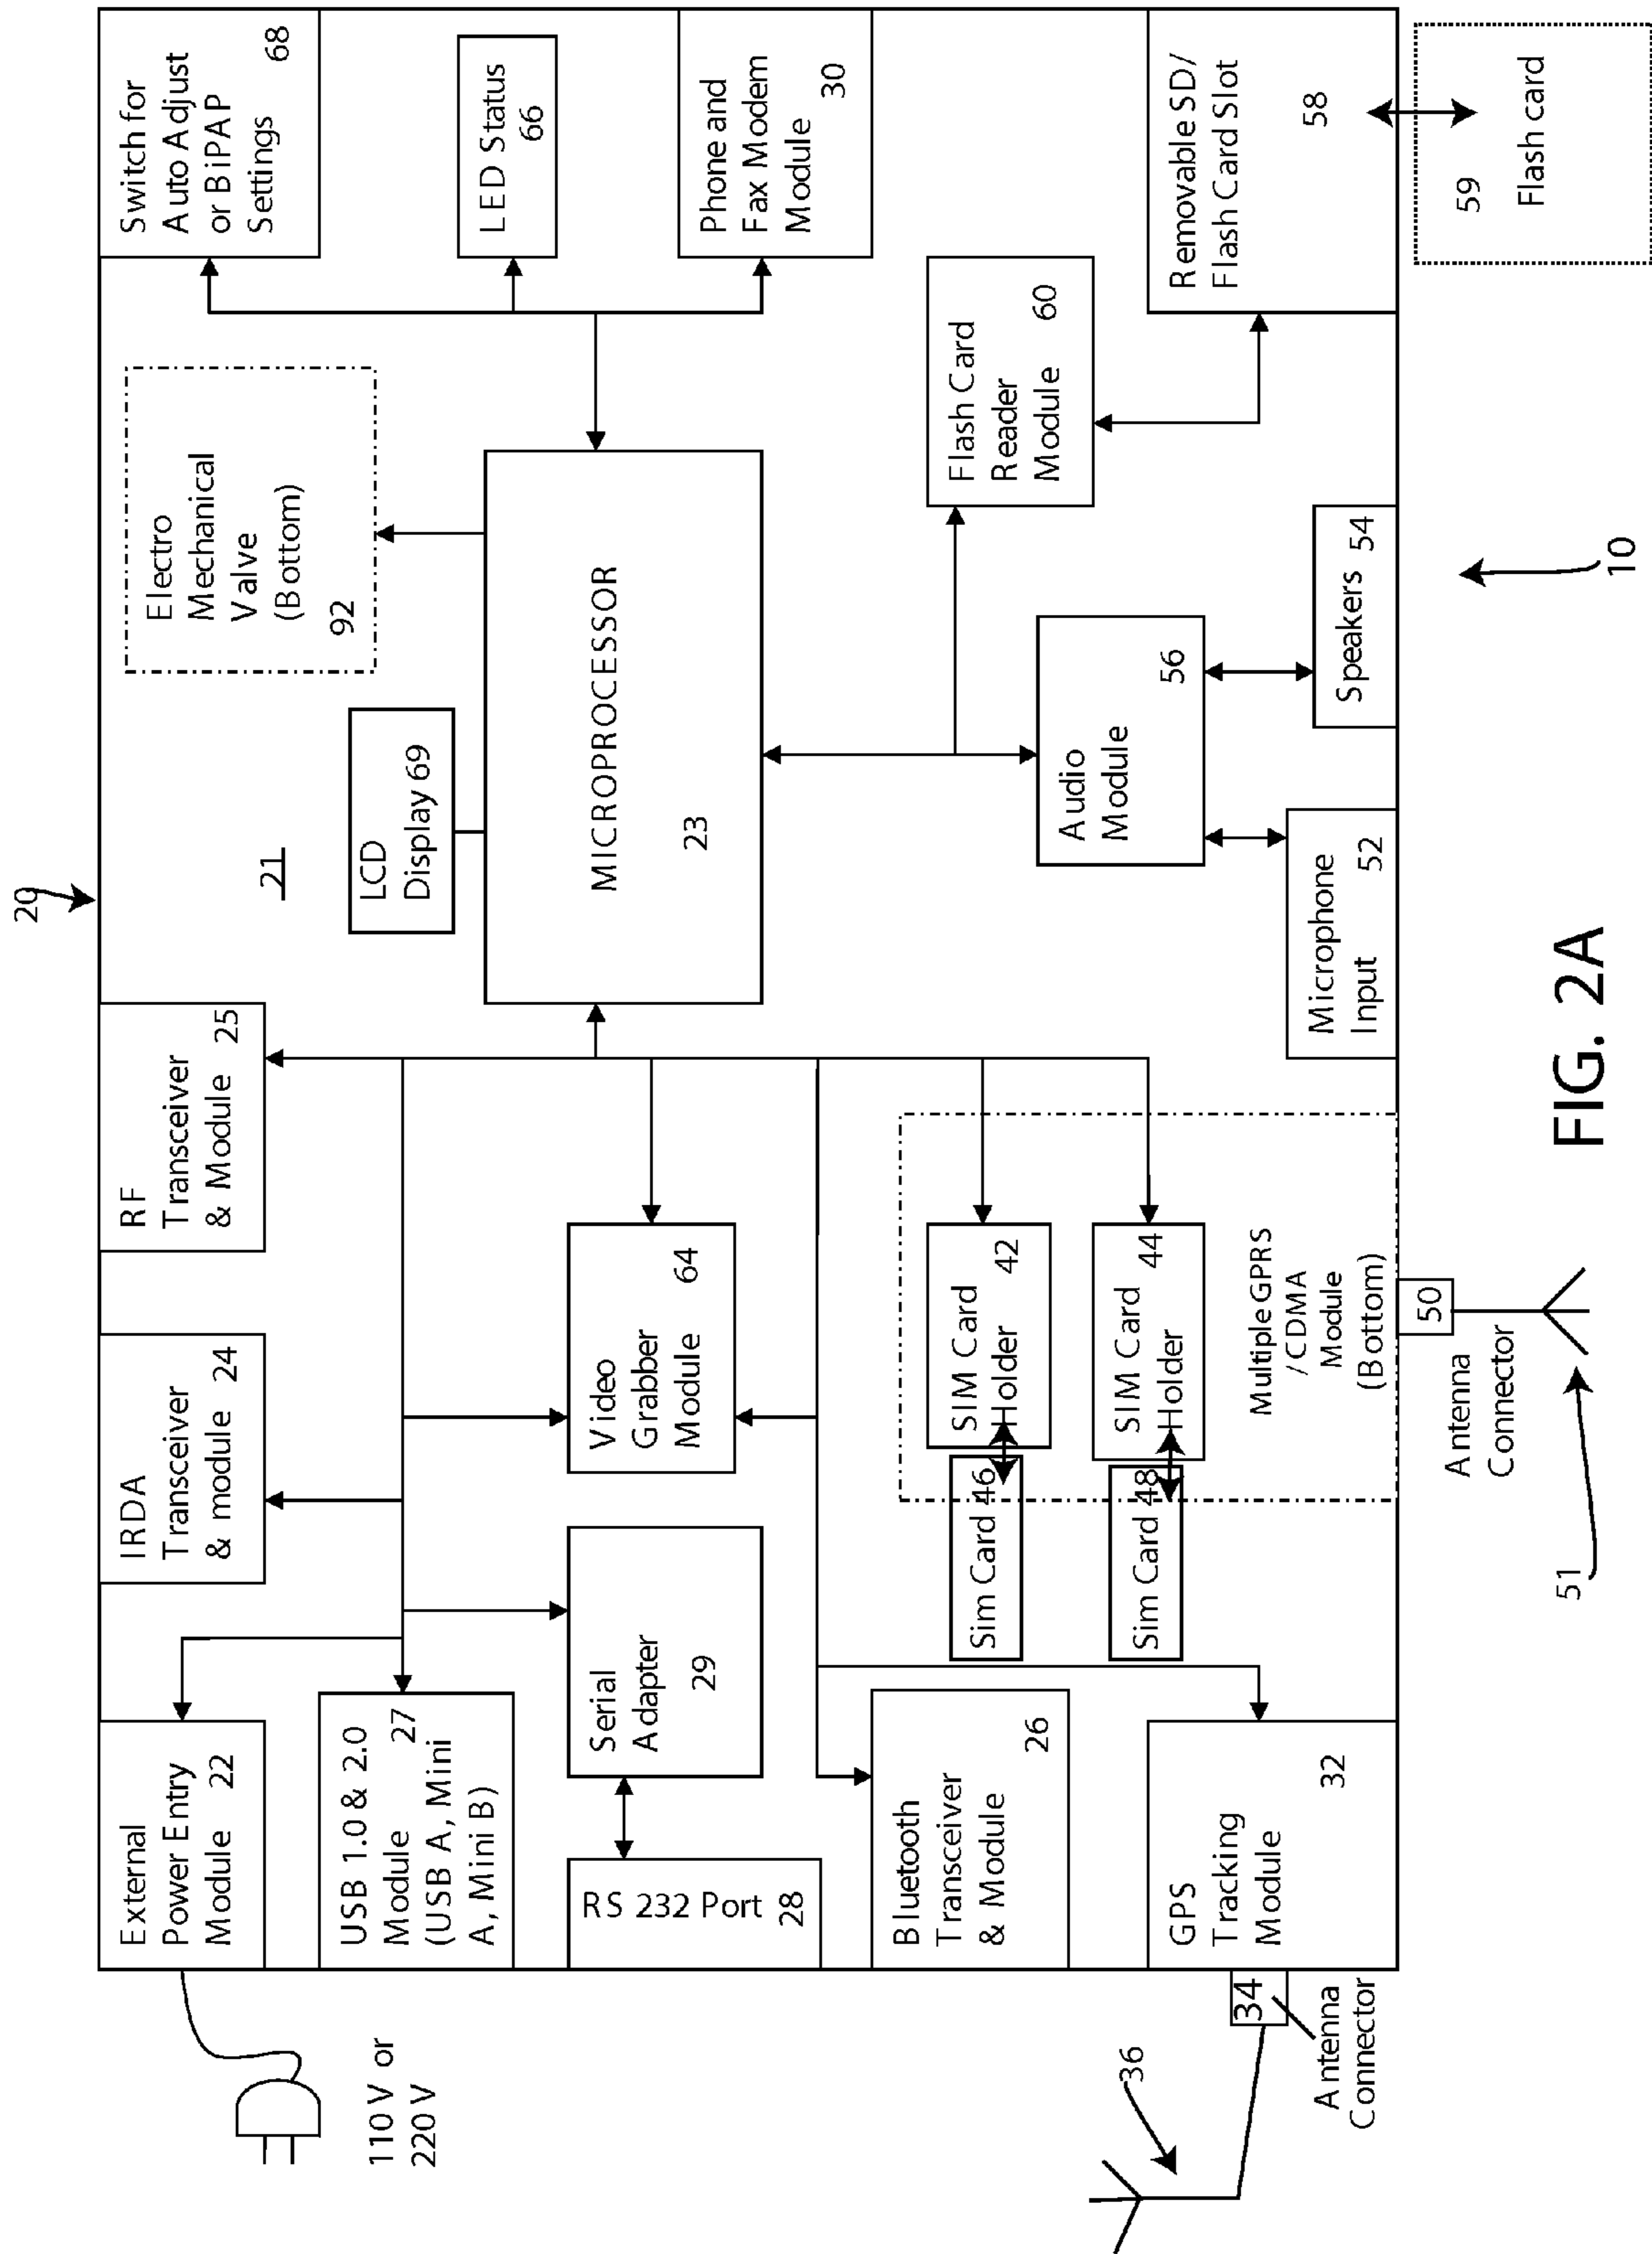 20
21
External
Power Entry
Module 22
IRDA
Transceiver
& module 24
RF
Transceiver
& Module 25
Switch for
Auto Adjust
or BiPAP
Settings
68
110 V or
220 V
USB 1.0 & 2.0
Module 27
(USB A, Mini
A, Mini B)
LCD
Display 69
Electro
Mechanical
Valve
(Bottom)
92
LED Status
66
RS 232 Port 28
Serial
Adapter
29
Video
Grabber
Module 64
MICROPROCESSOR
23
Phone and
Fax Modem
Module 30
Bluetooth
Transceiver
& Module 26
Sim Card 46
SIM Card
Holder 42
Sim Card 48
SIM Card
Holder 44
Multiple GPRS
/CDMA
Module
(Bottom)
Flash Card
Reader
Module 60
Audio
Module
56
GPS
Tracking
Module 32
34
Antenna
Connector
36
Microphone
Input 52
Speakers 54
Removable SD/
Flash Card Slot
58
50
Antenna
Connector
51
59
Flash card
10
FIG. 2A